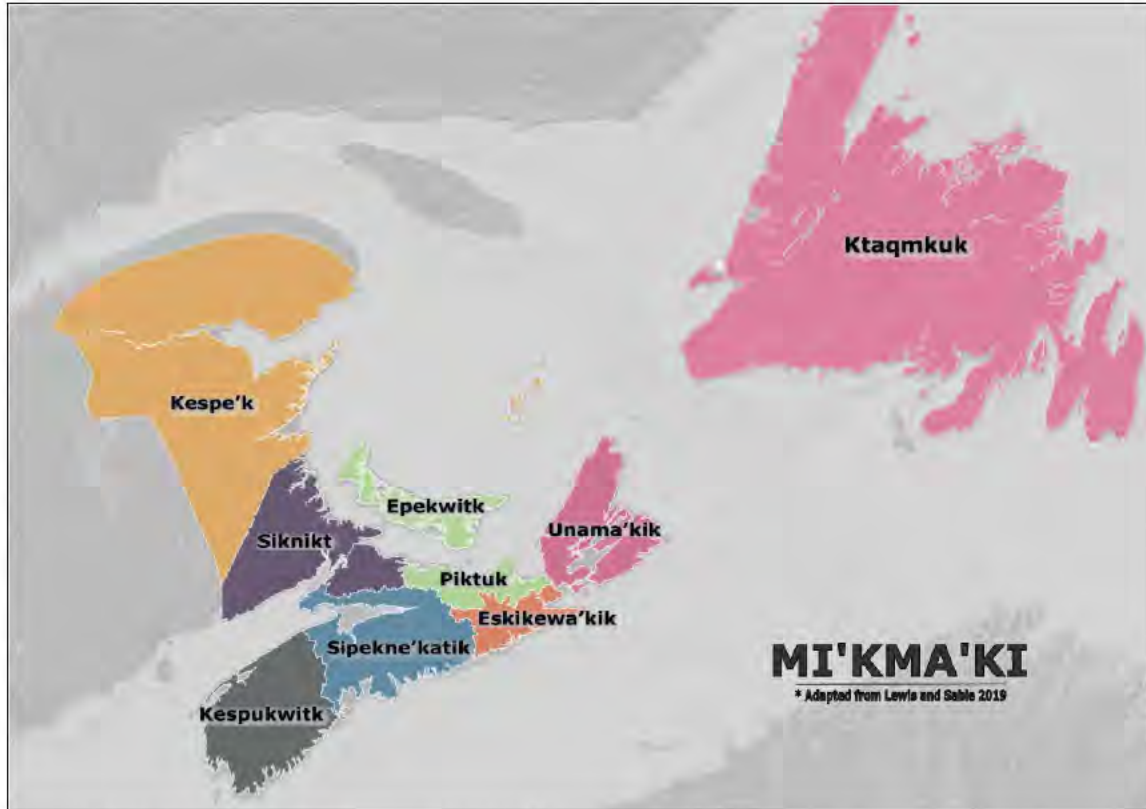 Ktaqmkuk
Kespe'k
Epekwitk
Siknikt
Unama'kik
Piktuk
Eskikewa'kik
Sipekne'katik
Kespukwitk
MI'KMA'KI
* Adapted from Lewis and Sable 2019